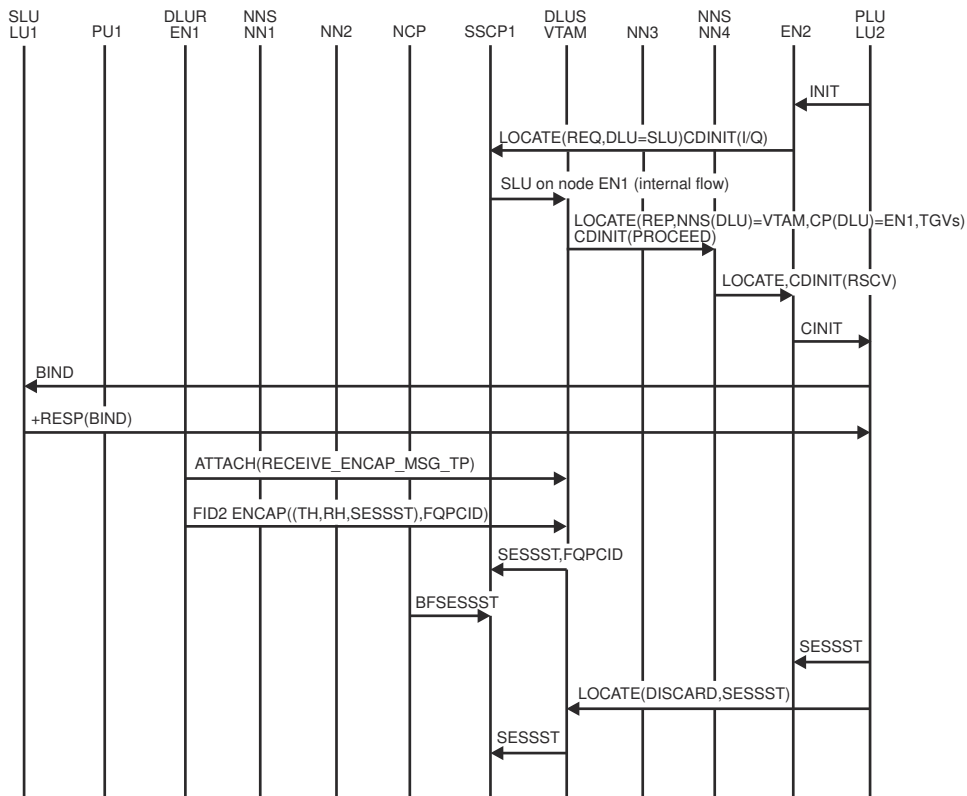 SLU
LU1
PU1
DLUR
EN1
NNS
NN1
NN2
NCP
SSCP1
DLUS
VTAM
NN3
NNS
NN4
EN2
PLU
LU2
INIT
LOCATE(REQ,DLU=SLU)CDINIT(I/Q)
SLU on node EN1 (internal flow)
LOCATE(REP,NNS(DLU)=VTAM,CP(DLU)=EN1,TGVs)
CDINIT(PROCEED)
LOCATE,CDINIT(RSCV)
CINIT
BIND
+RESP(BIND)
ATTACH(RECEIVE_ENCAP_MSG_TP)
FID2 ENCAP((TH,RH,SESSST),FQPCID)
SESSST,FQPCID
BFSESSST
SESSST
LOCATE(DISCARD,SESSST)
SESSST